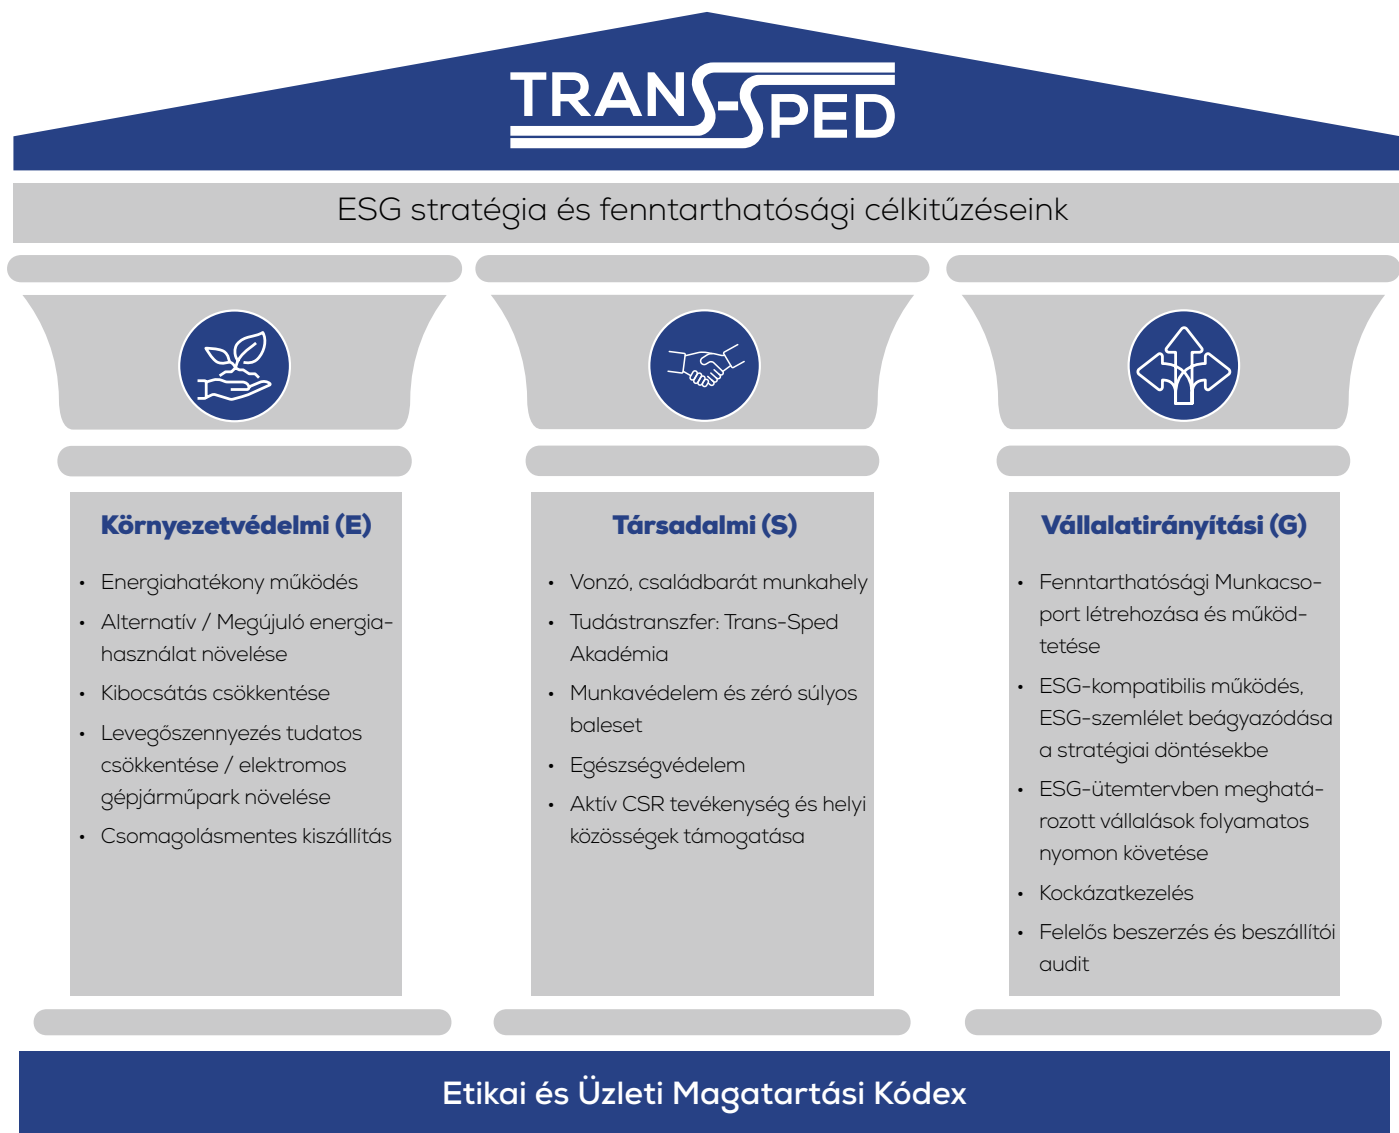 TRANS-SPED
ESG stratégia és fenntarthatósági célkitűzéseink
Környezetvédelmi (E)
• Energiahatékony működés
• Alternatív / Megújuló energia-
használat növelése
• Kibocsátás csökkentése
• Levegőszennyezés tudatos
csökkentése / elektromos
gépjárműpark növelése
• Csomagolásmentes kiszállítás
Társadalmi (S)
• Vonzó, családbarát munkahely
• Tudástranszfer: Trans-Sped
Akadémia
• Munkavédelem és zéró súlyos
baleset
• Egészségvédelem
• Aktív CSR tevékenység és helyi
közösségek támogatása
Vállalatirányítási (G)
• Fenntarthatósági Munkacso-
port létrehozása és működ-
tetése
• ESG-kompatibilis működés,
ESG-szemlélet beágyazódása
a stratégiai döntésekbe
• ESG-ütemtervben meghatá-
rozott vállalások folyamatos
nyomon követése
• Kockázatkezelés
• Felelős beszerzés és beszállítói
audit
Etikai és Üzleti Magatartási Kódex